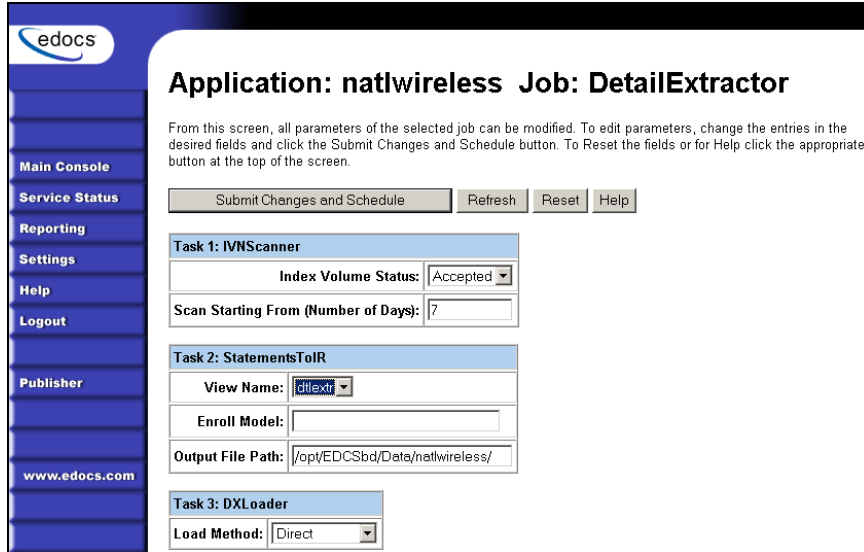 edocs
Application: natlwireless Job: DetailExtractor
From this screen, all parameters of the selected job can be modified. To edit parameters, change the entries in the
desired fields and click the Submit Changes and Schedule button. To Reset the fields or for Help click the appropriate
button at the top of the screen.
Submit Changes and Schedule Refresh Reset Help
Main Console
Service Status
Reporting
Settings
Help
Logout
Publisher
www.edocs.com
Task 1: IVNScanner
Index Volume Status: Accepted
Scan Starting From (Number of Days): 7
Task 2: StatementsToIR
View Name: dtlextr
Enroll Model:
Output File Path: /opt/EDCSbd/Data/natlwireless/
Task 3: DXLoader
Load Method: Direct